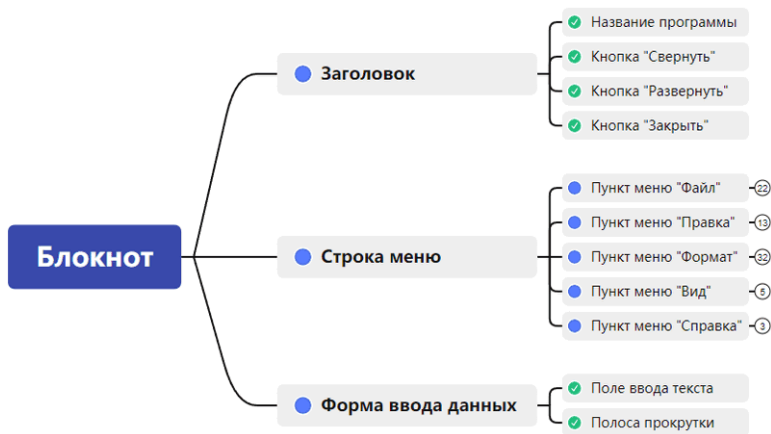 Блокнот
Заголовок
Название программы
Кнопка "Свернуть"
Кнопка "Развернуть"
Кнопка "Закрыть"
Строка меню
Пункт меню "Файл" 22
Пункт меню "Правка" 13
Пункт меню "Формат" 32
Пункт меню "Вид" 5
Пункт меню "Справка" 3
Форма ввода данных
Поле ввода текста
Полоса прокрутки